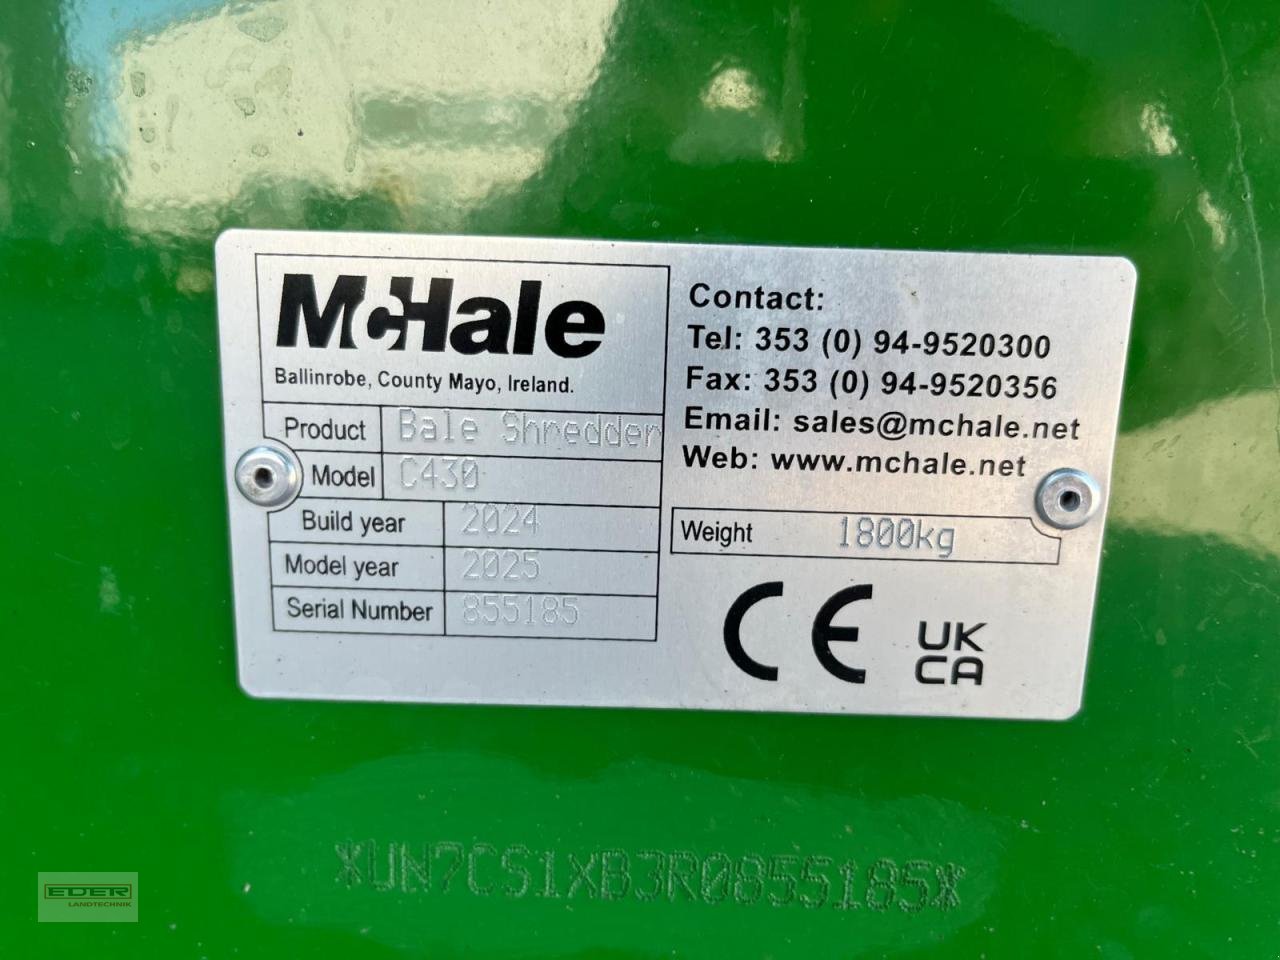 McHale
Ballinrobe, County Mayo, Ireland.
Product Bale Shredder
Model C430
Build year 2024
Model year 2025
Serial Number 855185
Contact:
Tel: 353 (0) 94-9520300
Fax: 353 (0) 94-9520356
Email: sales@mchale.net
Web: www.mchale.net
Weight 1800kg
CE
UK
CA
*UN7CS1XB3R0855185*
EDER
LANDTECHNIK